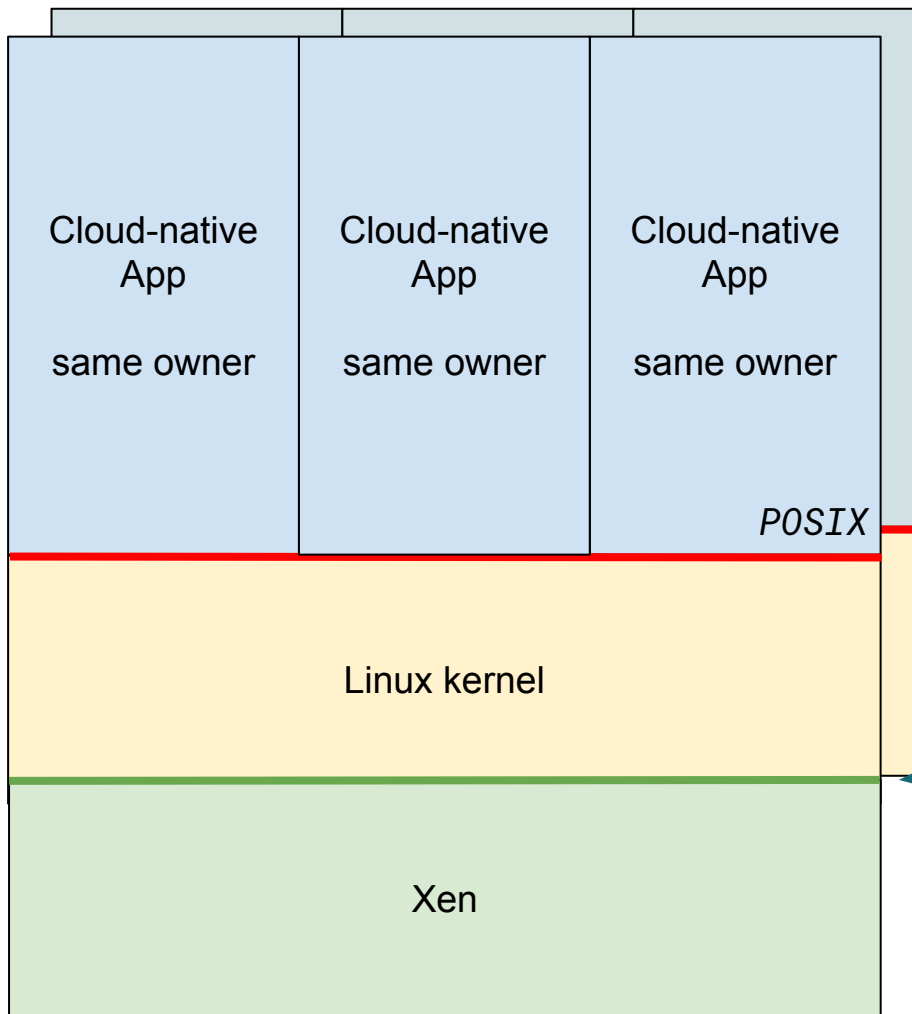 Cloud-native
App
same owner
Cloud-native
App
same owner
Cloud-native
App
same owner
POSIX
Linux kernel
Xen